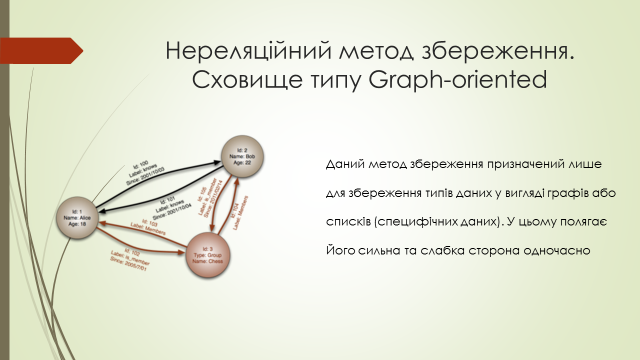 Нереляційний метод збереження.
Сховище типу Graph-oriented
Id: 2
Name: Bob
Age: 22
Id: 100
Label: knows
Since: 2001/10/03
Id: 101
Label: knows
Since: 2001/10/04
Id: 105
Label: is_member
Since: 2011/02/14
Id: 104
Label: Members
Id: 1
Name: Alice
Age: 18
Id: 103
Label: Members
Id: 102
Label: is_member
Since: 2005/7/01
Id: 3
Type: Group
Name: Chess
Даний метод збереження призначений лише
для збереження типів даних у вигляді графів або
списків (специфічних даних). У цьому полягає
його сильна та слабка сторона одночасно